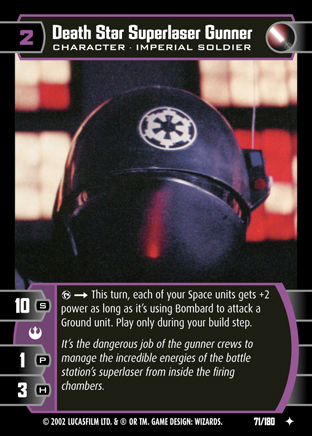 2
Death Star Superlaser Gunner
CHARACTER · IMPERIAL SOLDIER
10 S
1 P
3 H
→ This turn, each of your Space units gets +2
power as long as it's using Bombard to attack a
Ground unit. Play only during your build step.
It's the dangerous job of the gunner crews to
manage the incredible energies of the battle
station's superlaser from inside the firing
chambers.
© 2002 LUCASFILM LTD. & ® OR TM. GAME DESIGN: WIZARDS. 71/180